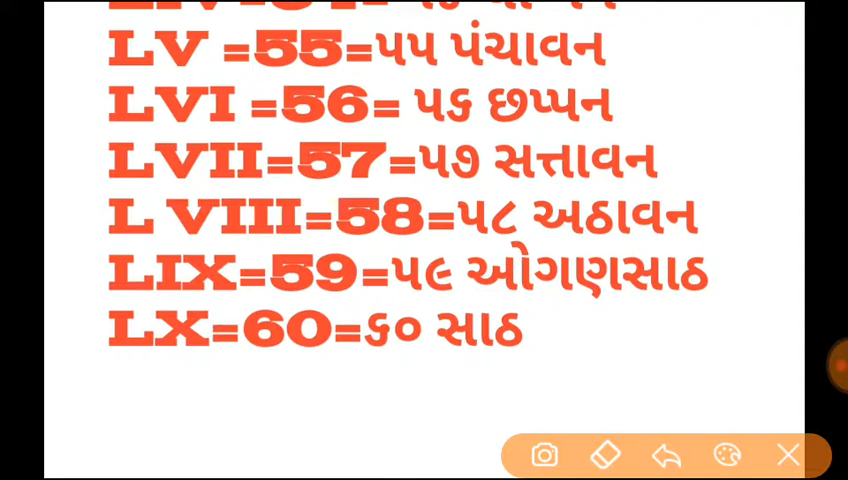 LV =55=૫૫ પંચાવન
LVI =56= ૫૬ છપ્પન
LVII=57=૫૭ સત્તાવન
L VIII=58=૫૮ અઠાવન
LIX=59=૫૯ ઓગણસાઠ
LX=60=૬૦ સાઠ